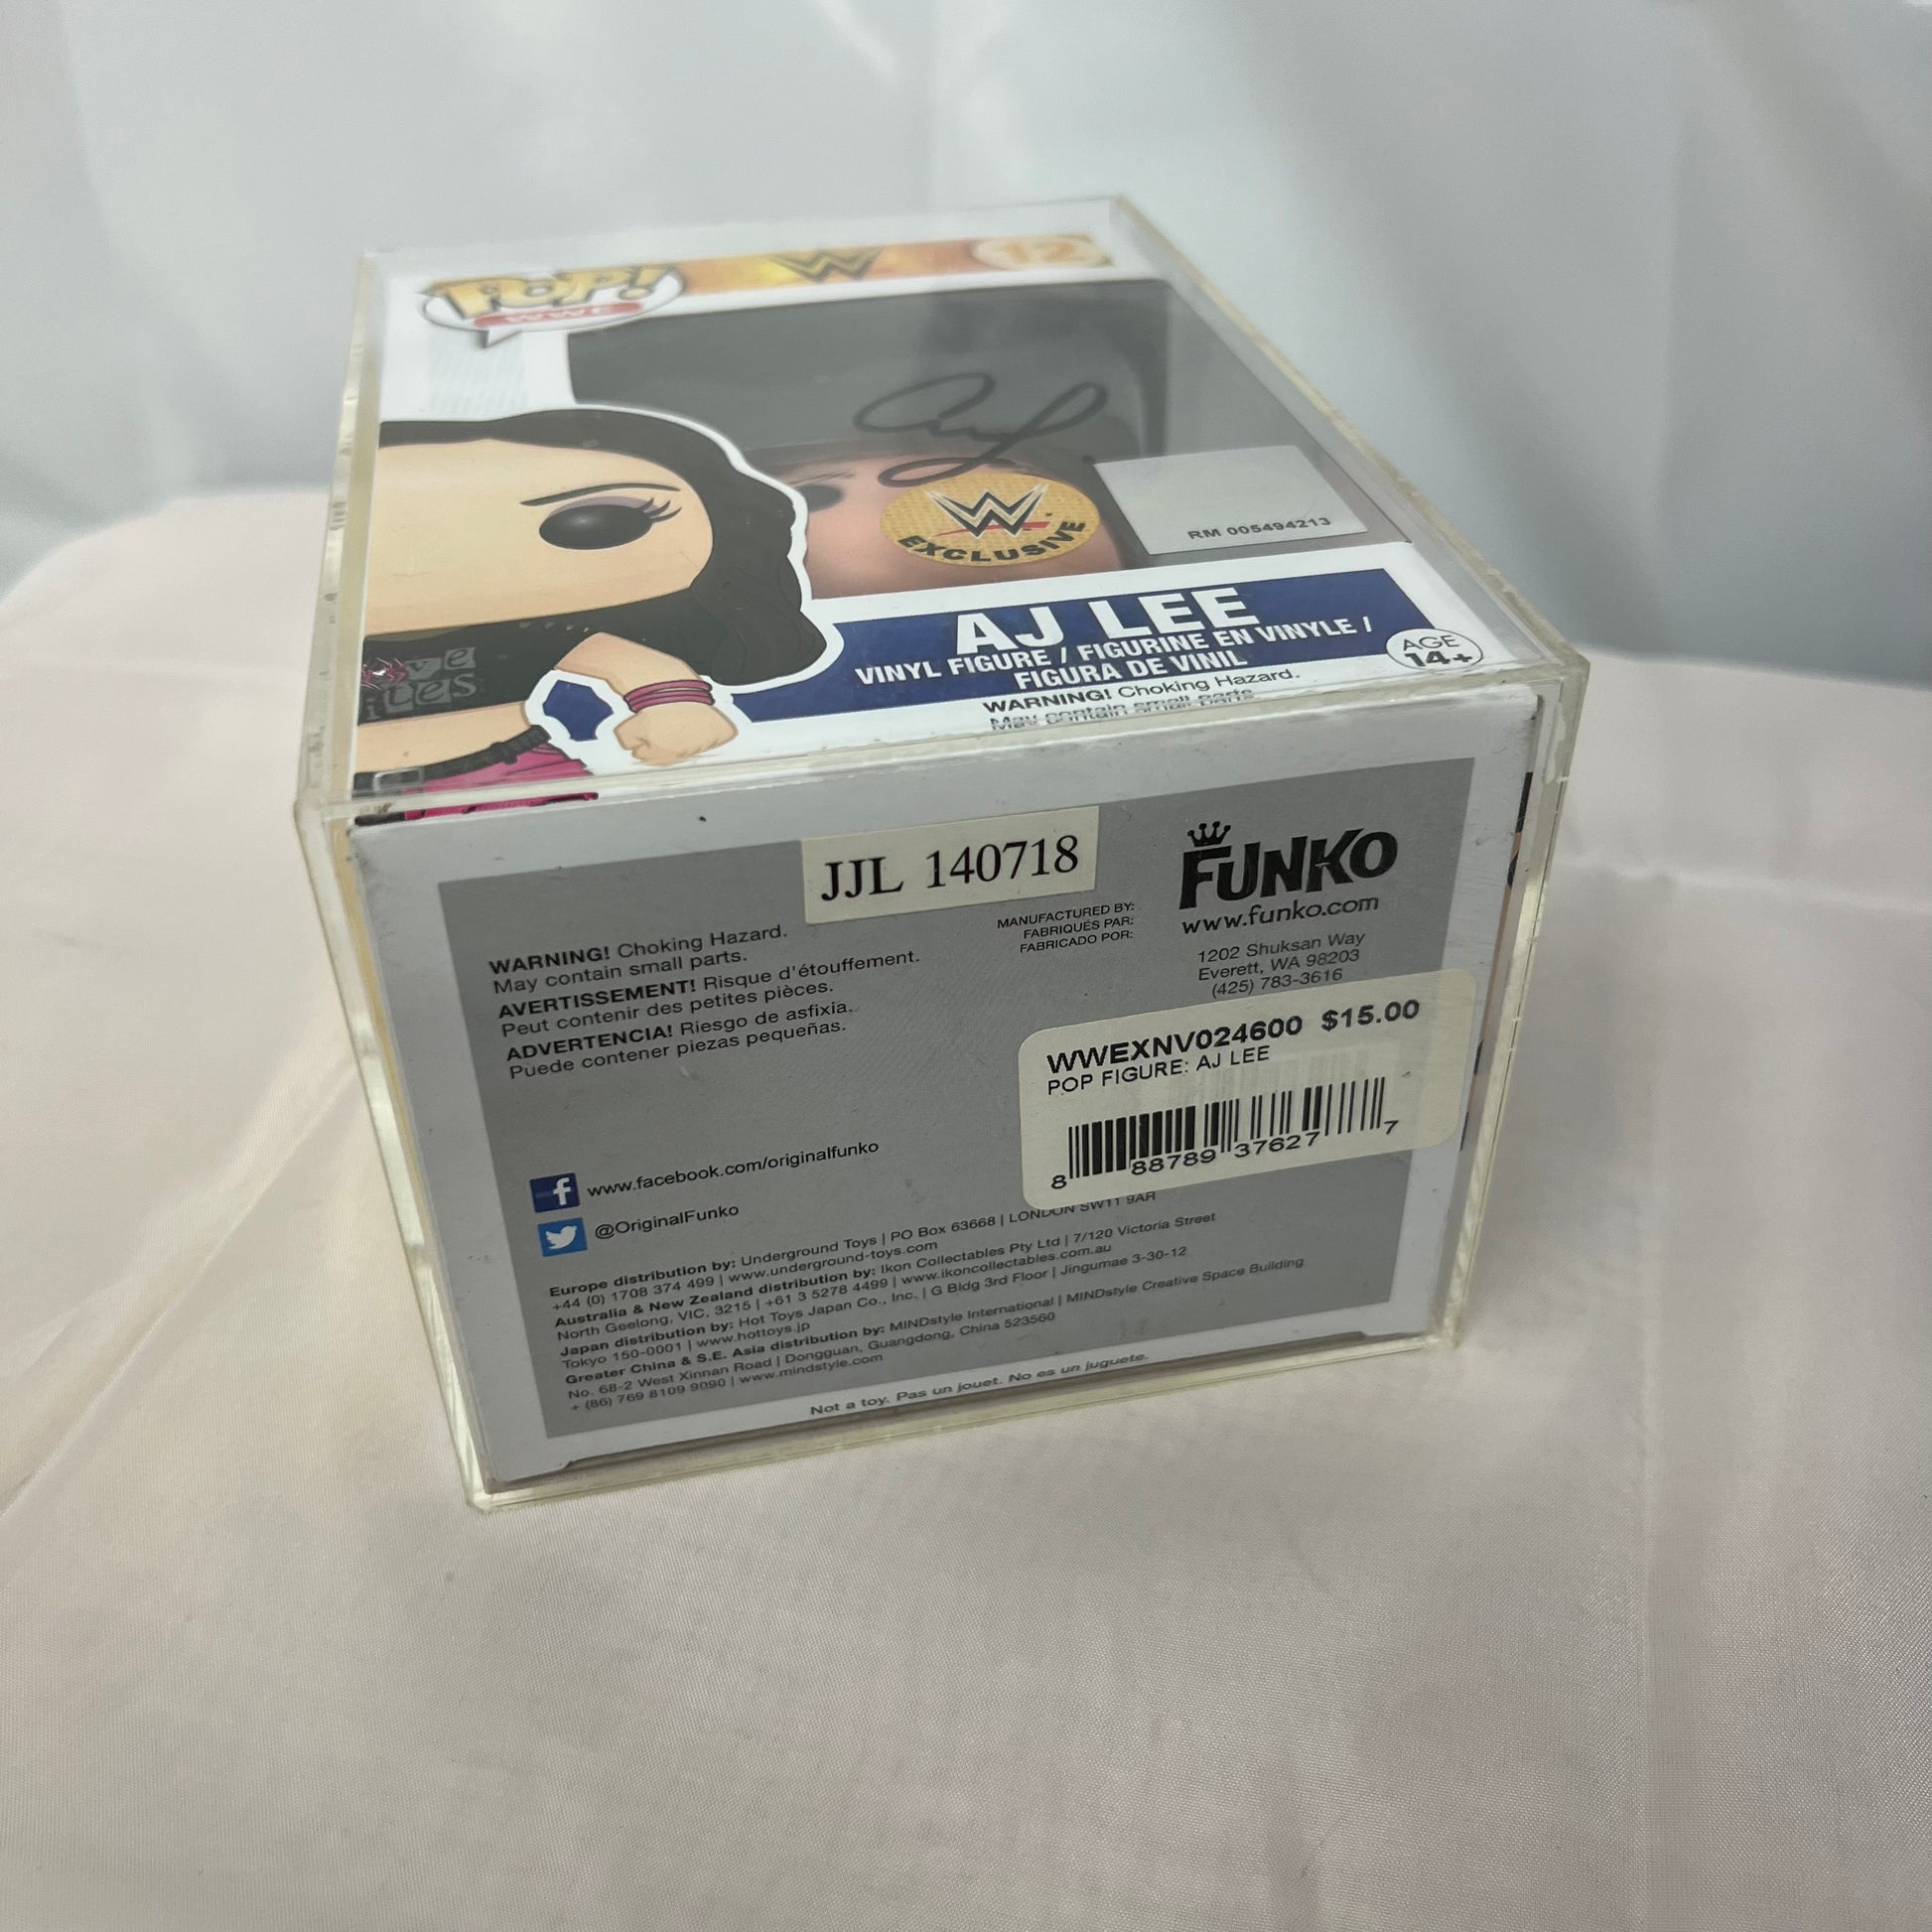 POP!
WWE
W
12
W
EXCLUSIVE
RM 005494213
AJ LEE
VINYL FIGURE / FIGURINE EN VINYLE /
FIGURA DE VINIL
AGE
14+
WARNING! Choking Hazard.
May contain small parts.
JJL 140718
FUNKO
www.funko.com
MANUFACTURED BY:
FABRIQUÉS PAR:
FABRICADO POR:
1202 Shuksan Way
Everett, WA 98203
(425) 783-3616
WARNING! Choking Hazard.
May contain small parts.
AVERTISSEMENT! Risque d'étouffement.
Peut contenir des petites pièces.
ADVERTENCIA! Riesgo de asfixia.
Puede contener piezas pequeñas.
WWEXNV024600 $15.00
POP FIGURE: AJ LEE
8 88789 37627 7
f www.facebook.com/originalfunko
@OriginalFunko
Europe distribution by: Underground Toys | PO Box 63668 | LONDON SW11 9AR
+44 (0) 1708 374 499 | www.underground-toys.com
Australia & New Zealand distribution by: Ikon Collectables Pty Ltd | 7/120 Victoria Street
North Geelong, VIC, 3215 | +61 3 5278 4499 | www.ikoncollectables.com.au
Japan distribution by: Hot Toys Japan Co., Inc. | G Bldg 3rd Floor | Jingumae 3-30-12
Tokyo 150-0001 | www.hottoys.jp
Greater China & S.E. Asia distribution by: MINDstyle International | MINDstyle Creative Space Building
No. 68-2 West Xinnan Road | Dongguan, Guangdong, China 523560
+ (86) 769 8109 9090 | www.mindstyle.com
Not a toy. Pas un jouet. No es un juguete.